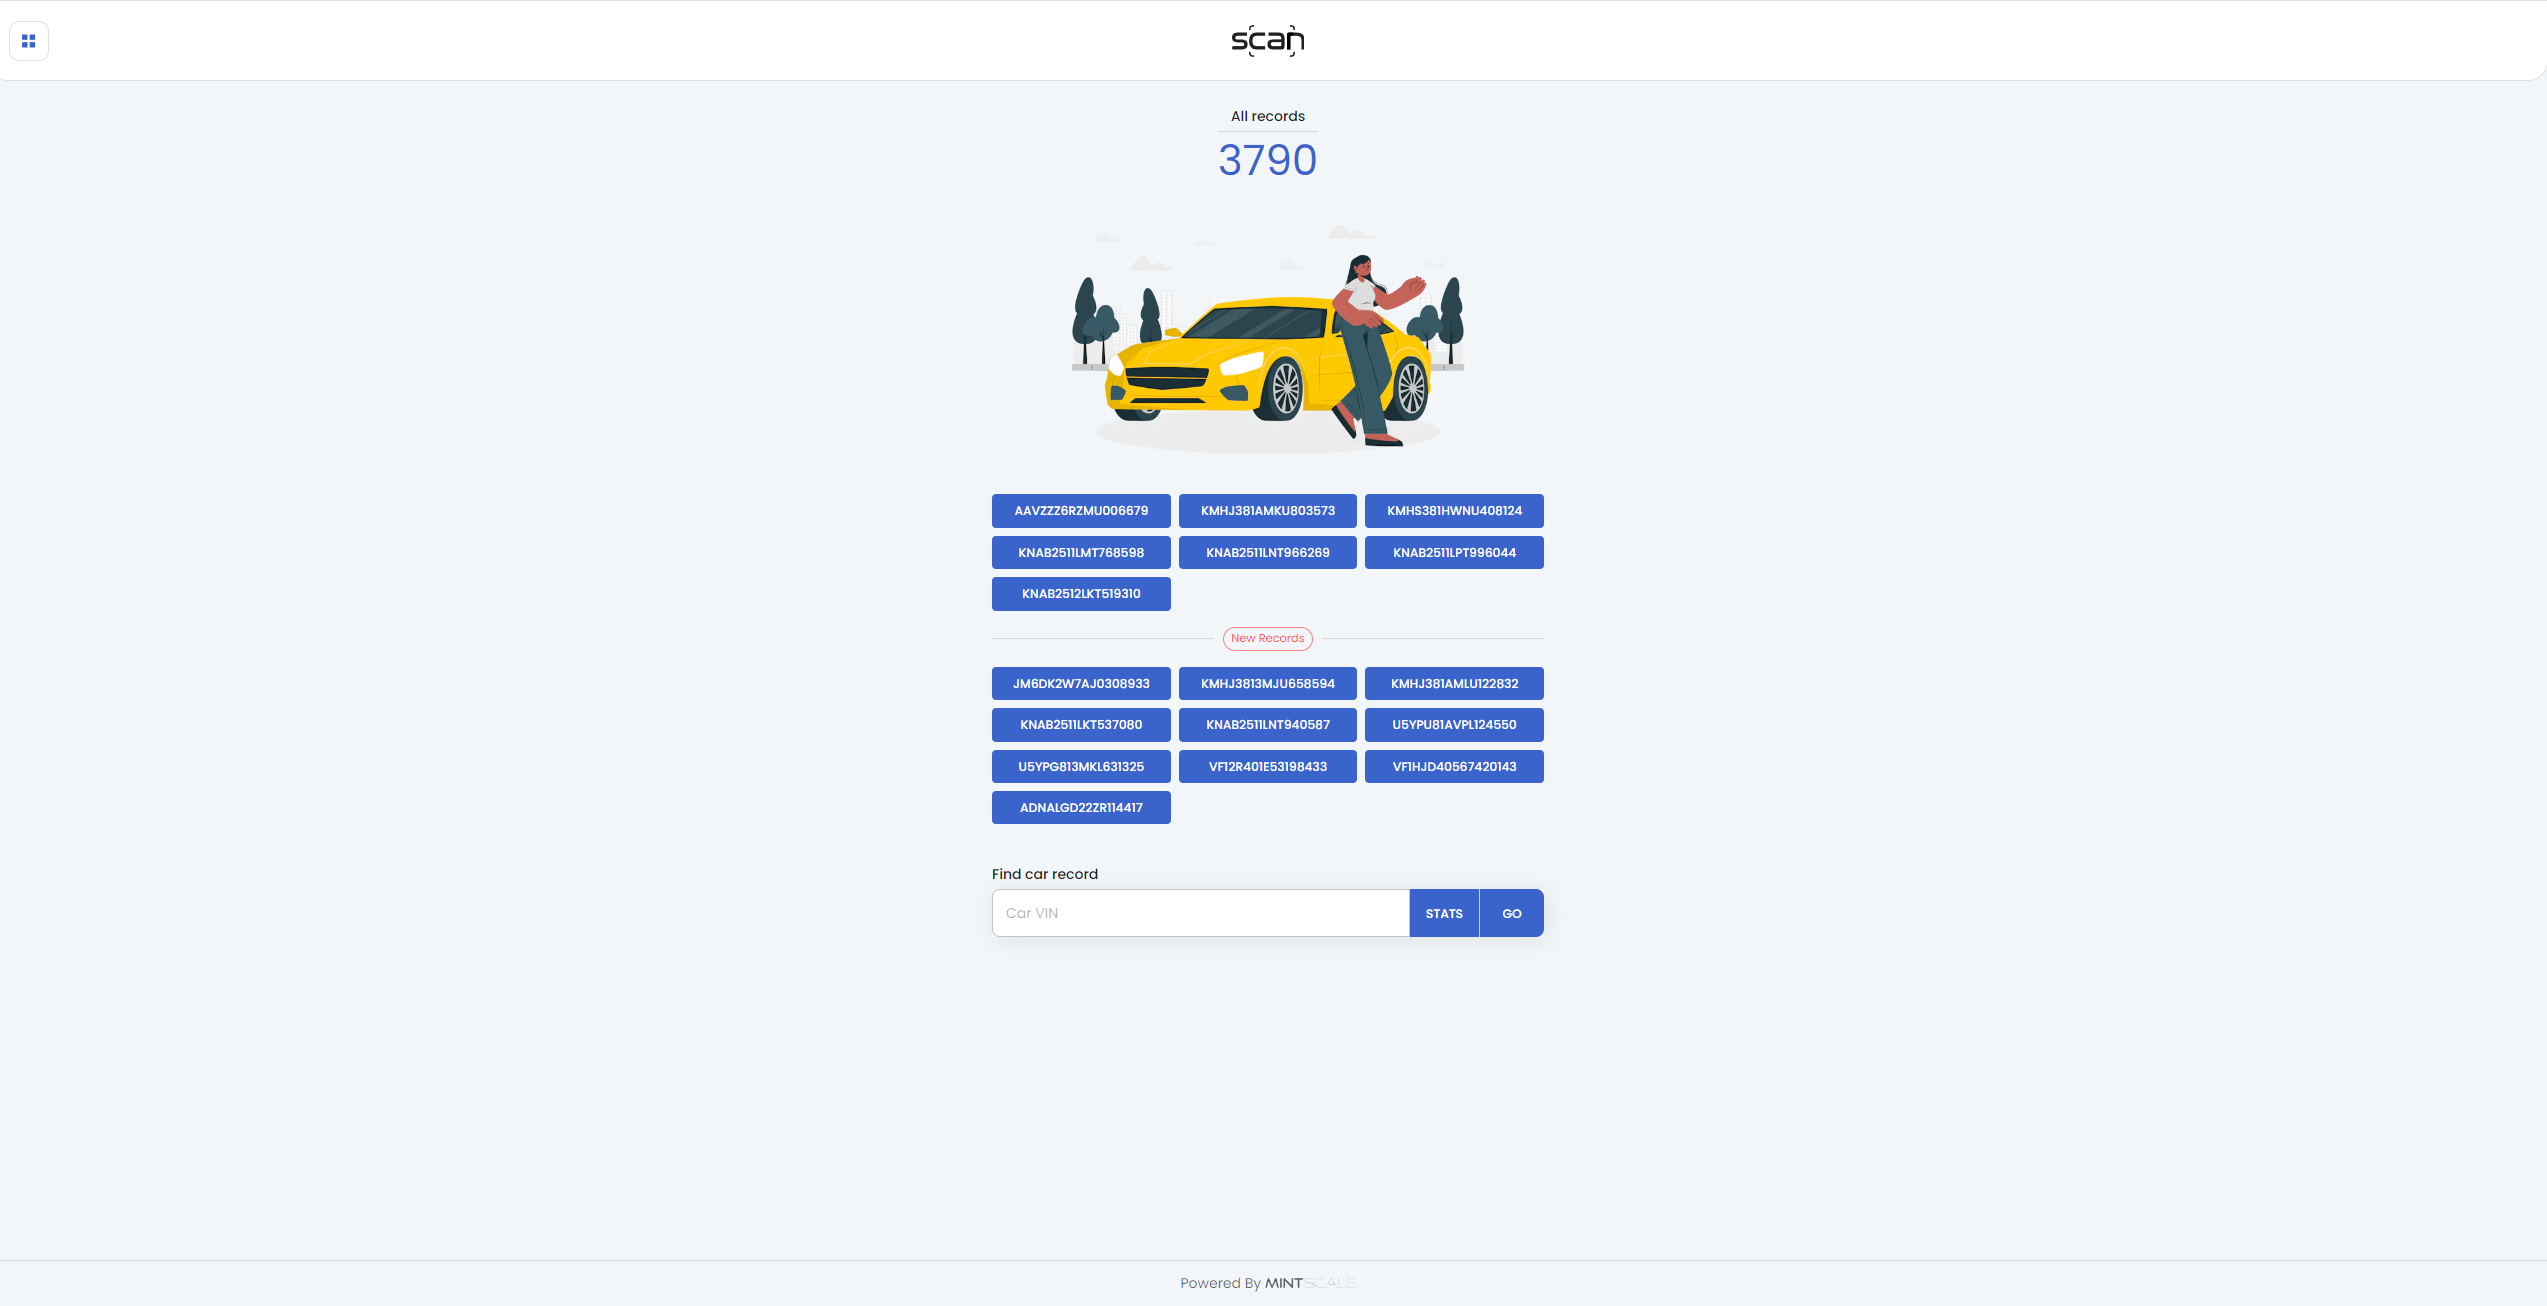 scan
All records
3790
AAVZZZ6RZMU006679 KMHJ381AMKU803573 KMHS381HWNU408124
KNAB2511LMT768598 KNAB2511LNT966269 KNAB2511LPT996044
KNAB2512LKT519310
New Records
JM6DK2W7AJ0308933 KMHJ3813MJU658594 KMHJ381AMLU122832
KNAB2511LKT537080 KNAB2511LNT940587 U5YPU81AVPL124550
U5YPG813MKL631325 VF12R401E53198433 VF1HJD40567420143
ADNALGD22ZR114417
Find car record
Car VIN STATS GO
Powered By MINTSCALE